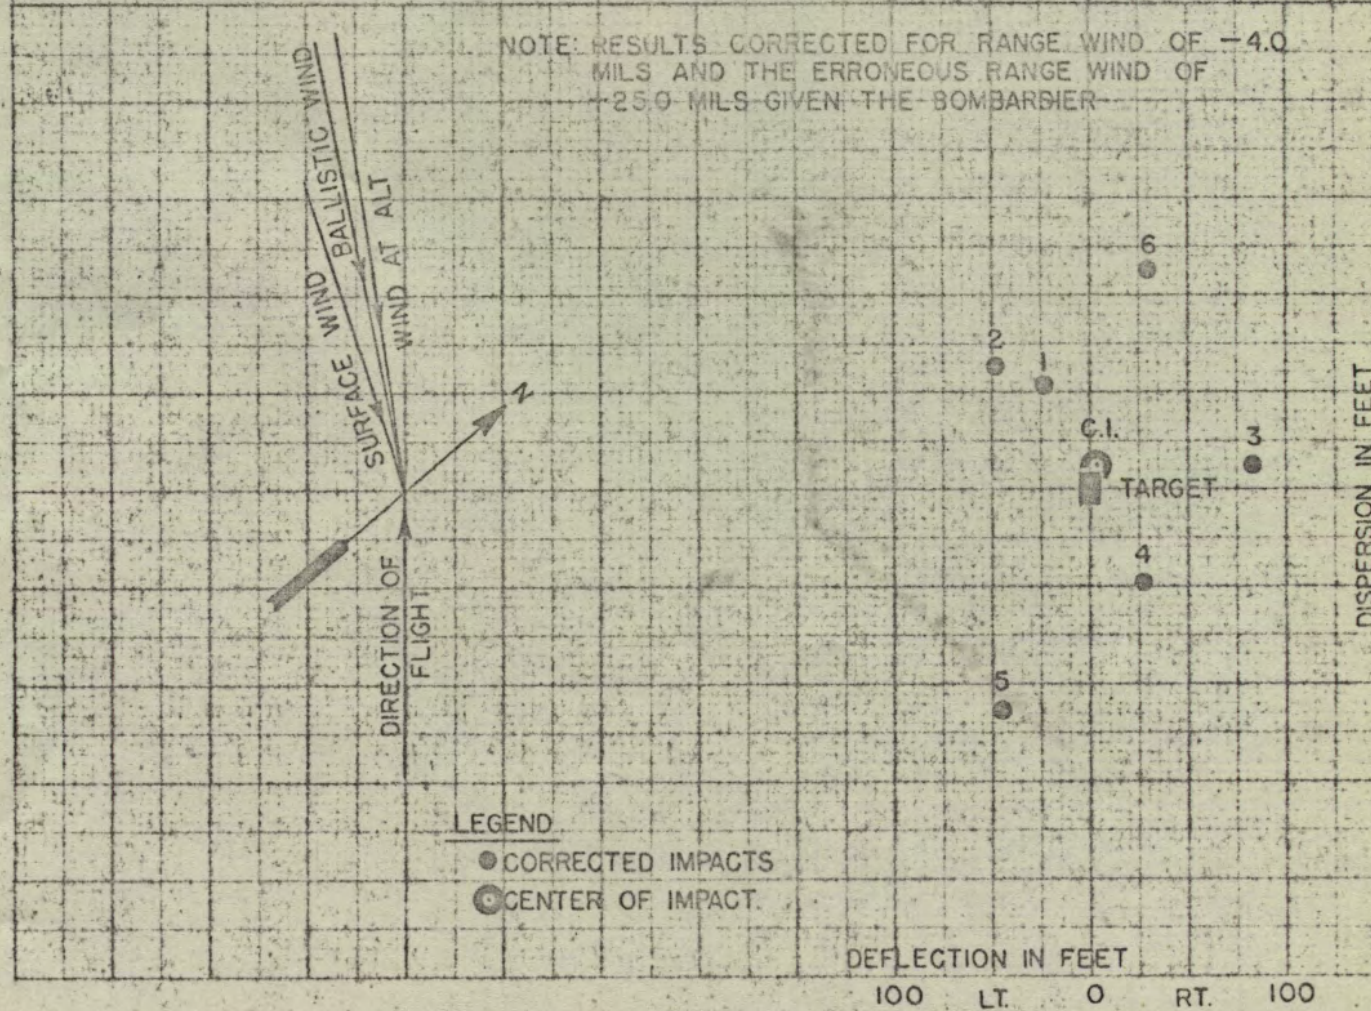 NOTE: RESULTS CORRECTED FOR RANGE WIND OF -4.0
MILS AND THE ERRONEOUS RANGE WIND OF
+25.0 MILS GIVEN THE BOMBARDIER
BALLISTIC WIND
WIND AT ALT
SURFACE WIND
N
DIRECTION OF
FLIGHT
6
2
1
C.I.
3
TARGET
4
5
DISPERSION IN FEET
LEGEND
CORRECTED IMPACTS
CENTER OF IMPACT.
DEFLECTION IN FEET
100 LT. 0 RT. 100